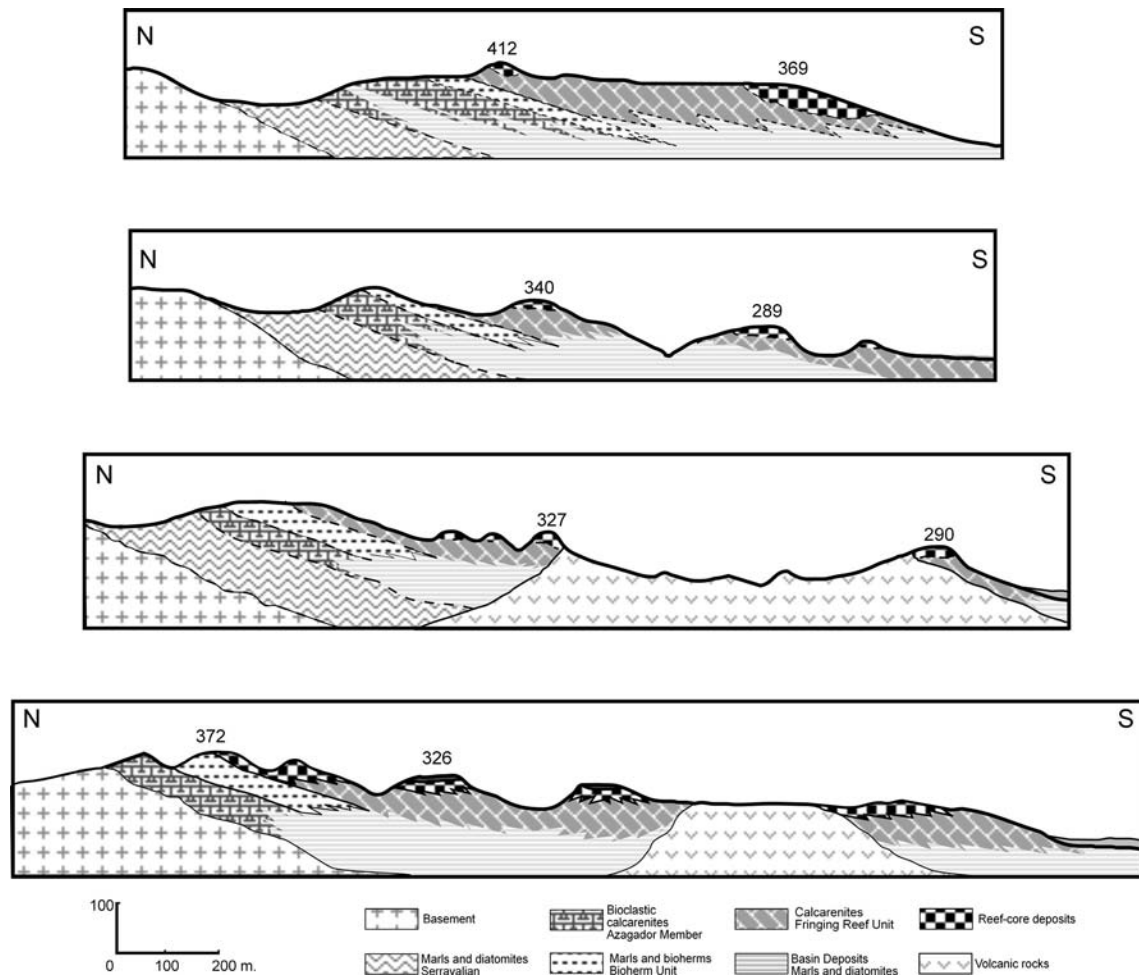 N
S
412
369
N
S
340
289
N
S
327
290
N
S
372
326
100
0 100 200 m.
Basement
Bioclastic
calcarenites
Azagador Member
Calcarenites
Fringing Reef Unit
Reef-core deposits
Marls and diatomites
Serravalian
Marls and bioherms
Bioherm Unit
Basin Deposits
Marls and diatomites
Volcanic rocks